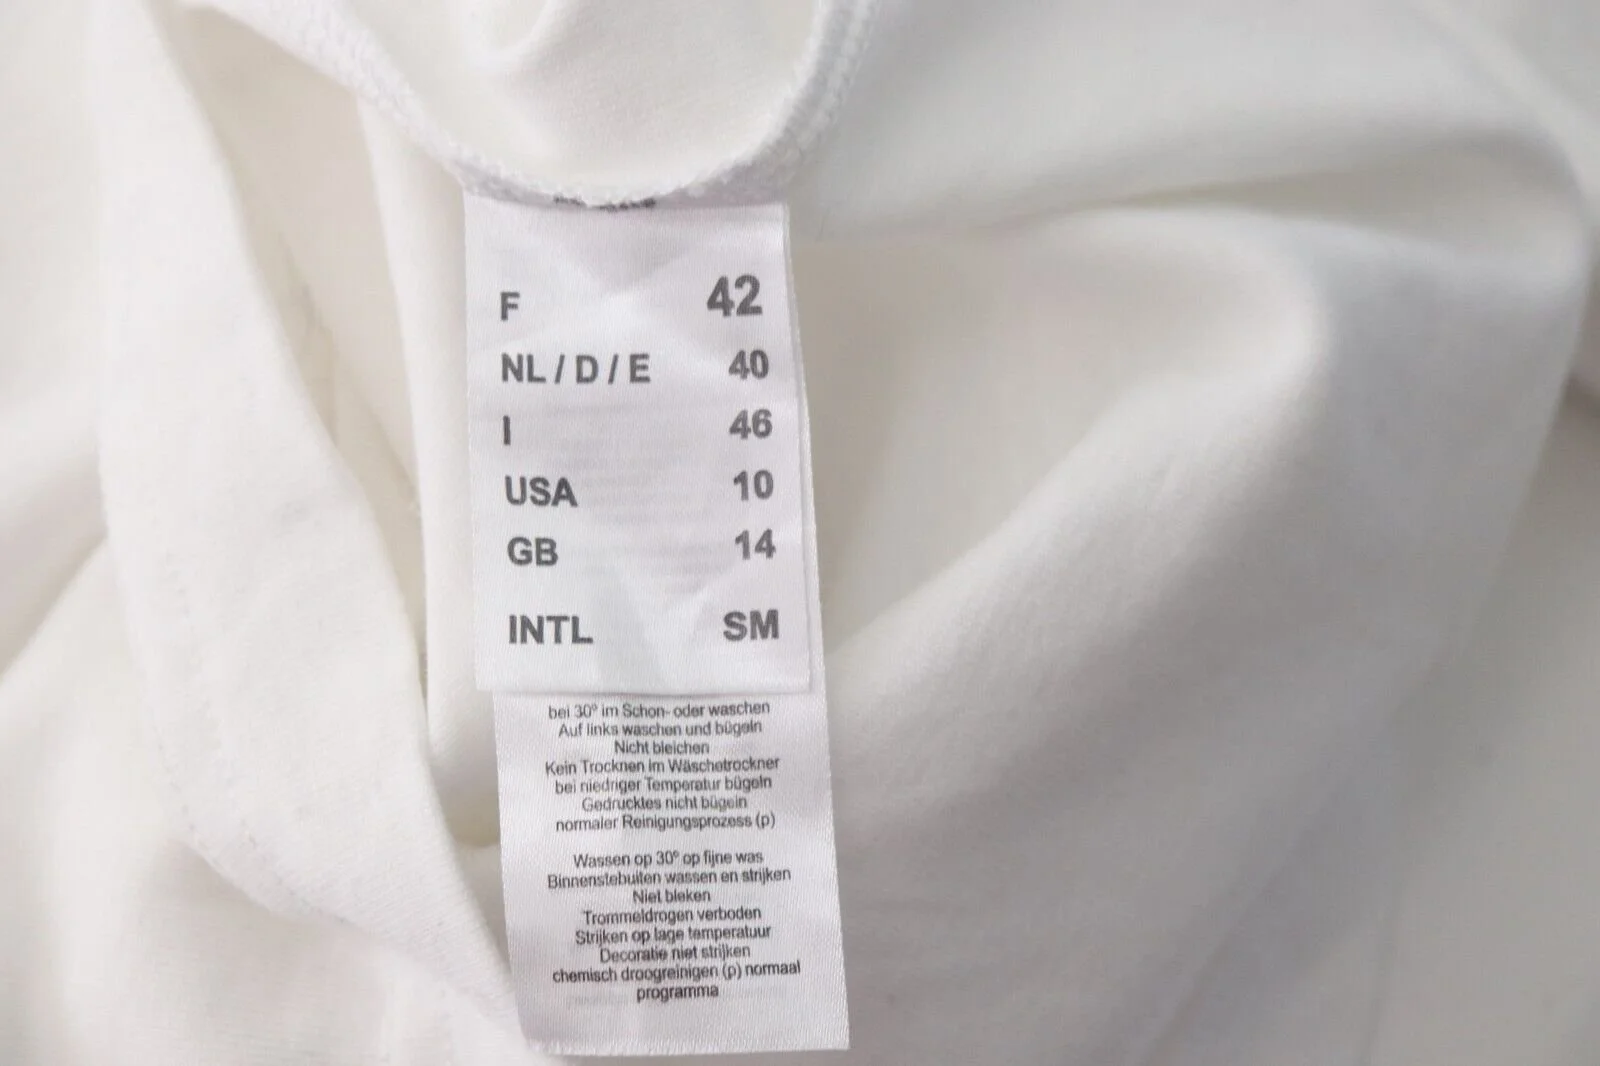 F 42
NL / D / E 40
I 46
USA 10
GB 14
INTL SM
bei 30° im Schon- oder waschen
Auf links waschen und bügeln
Nicht bleichen
Kein Trocknen im Wäschetrockner
bei niedriger Temperatur bügeln
Gedrucktes nicht bügeln
normaler Reinigungsprozess (p)
Wassen op 30° op fijne was
Binnenstebuiten wassen en strijken
Niet bleken
Trommeldrogen verboden
Strijken op lage temperatuur
Decoratie niet strijken
chemisch droogreinigen (p) normaal
programma